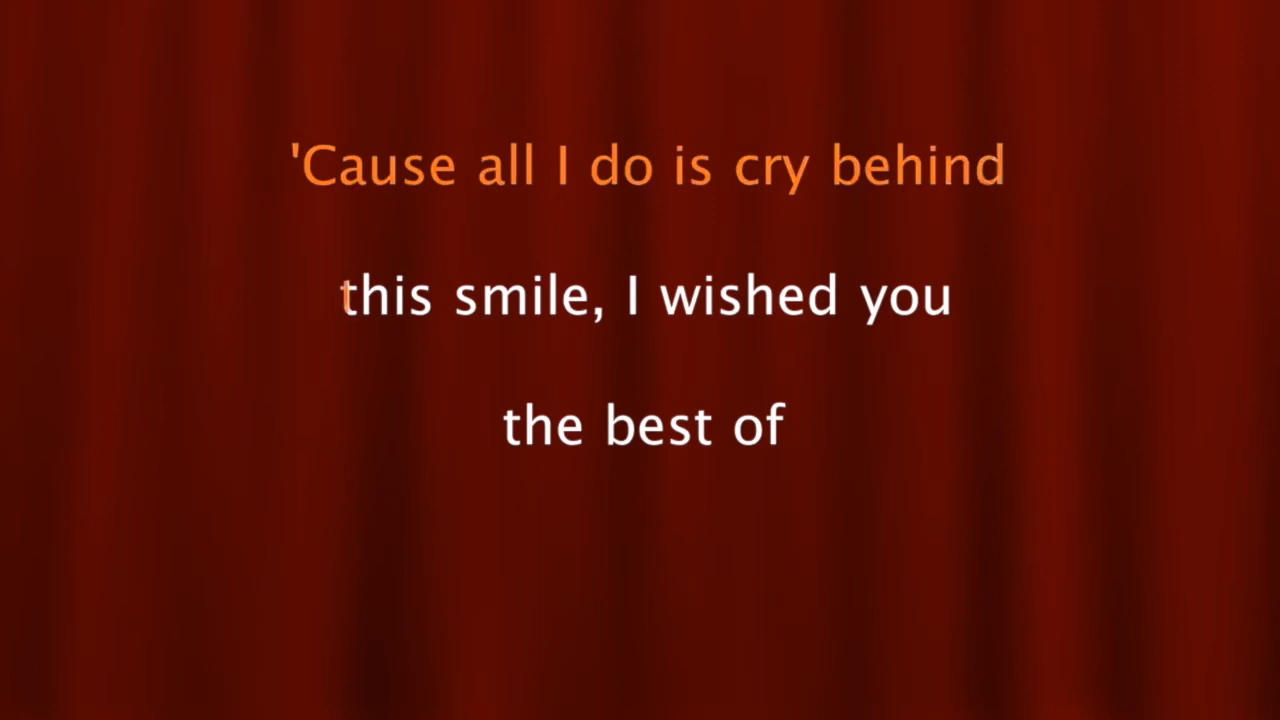 'Cause all I do is cry behind
this smile, I wished you
the best of